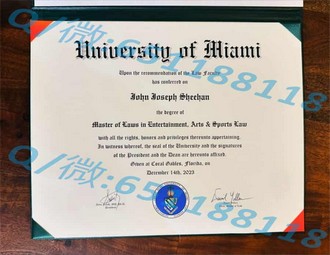 University of Miami
Upon the recommendation of the Law Faculty
has conferred on
John Joseph Sheehan
the degree of
Master of Laws in Entertainment, Arts & Sports Law
with all the rights, honors and privileges thereunto appertaining.
In witness whereof, the seal of the University and the signatures
of the President and the Dean are hereunto affixed.
Given at Coral Gables, Florida, on
December 14th, 2023
Q/微:651188118
Q/微:651188118